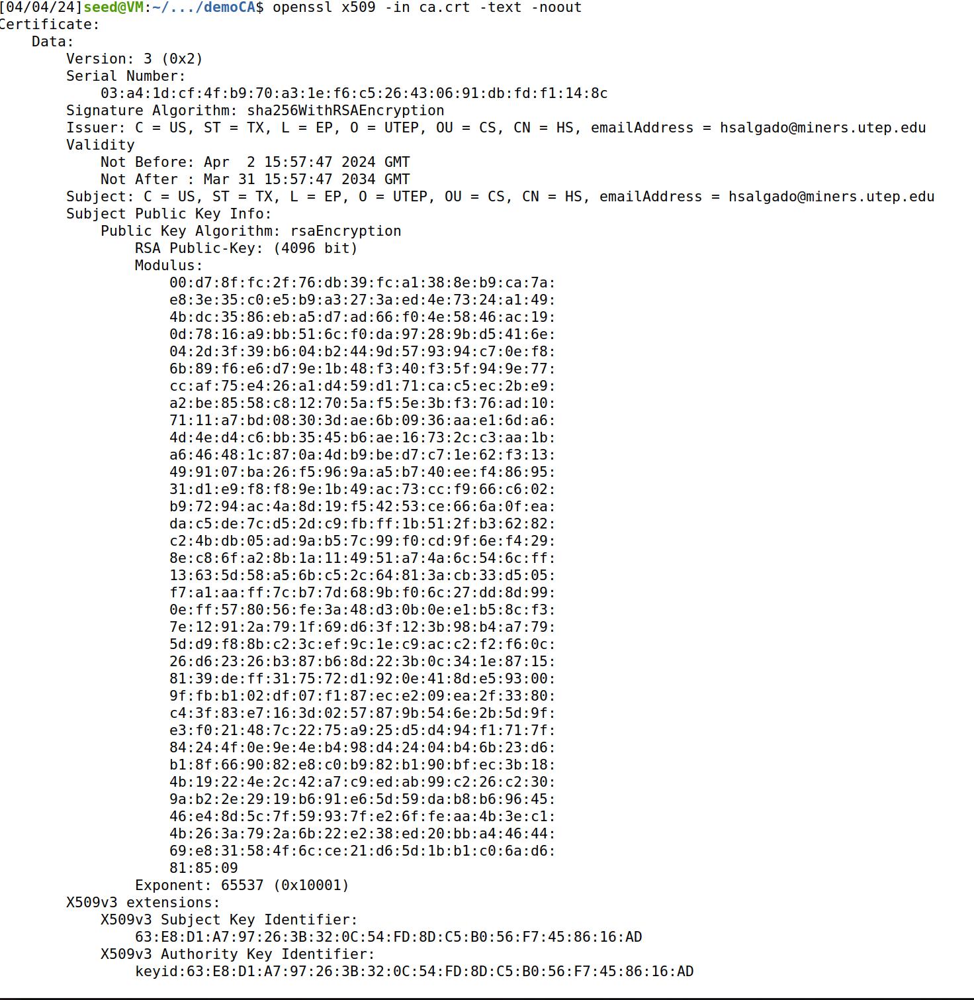 [04/04/24]seed@VM:~/.../demoCA$ openssl x509 -in ca.crt -text -noout
Certificate:
    Data:
        Version: 3 (0x2)
        Serial Number:
            03:a4:1d:cf:4f:b9:70:a3:1e:f6:c5:26:43:06:91:db:fd:f1:14:8c
        Signature Algorithm: sha256WithRSAEncryption
        Issuer: C = US, ST = TX, L = EP, O = UTEP, OU = CS, CN = HS, emailAddress = hsalgado@miners.utep.edu
        Validity
            Not Before: Apr  2 15:57:47 2024 GMT
            Not After : Mar 31 15:57:47 2034 GMT
        Subject: C = US, ST = TX, L = EP, O = UTEP, OU = CS, CN = HS, emailAddress = hsalgado@miners.utep.edu
        Subject Public Key Info:
            Public Key Algorithm: rsaEncryption
                RSA Public-Key: (4096 bit)
                Modulus:
                    00:d7:8f:fc:2f:76:db:39:fc:a1:38:8e:b9:ca:7a:
                    e8:3e:35:c0:e5:b9:a3:27:3a:ed:4e:73:24:a1:49:
                    4b:dc:35:86:eb:a5:d7:ad:66:f0:4e:58:46:ac:19:
                    0d:78:16:a9:bb:51:6c:f0:da:97:28:9b:d5:41:6e:
                    04:2d:3f:39:b6:04:b2:44:9d:57:93:94:c7:0e:f8:
                    6b:89:f6:e6:d7:9e:1b:48:f3:40:f3:5f:94:9e:77:
                    cc:af:75:e4:26:a1:d4:59:d1:71:ca:c5:ec:2b:e9:
                    a2:be:85:58:c8:12:70:5a:f5:5e:3b:f3:76:ad:10:
                    71:11:a7:bd:08:30:3d:ae:6b:09:36:aa:e1:6d:a6:
                    4d:4e:d4:c6:bb:35:45:b6:ae:16:73:2c:c3:aa:1b:
                    a6:46:48:1c:87:0a:4d:b9:be:d7:c7:1e:62:f3:13:
                    49:91:07:ba:26:f5:96:9a:a5:b7:40:ee:f4:86:95:
                    31:d1:e9:f8:f8:9e:1b:49:ac:73:cc:f9:66:c6:02:
                    b9:72:94:ac:4a:8d:19:f5:42:53:ce:66:6a:0f:ea:
                    da:c5:de:7c:d5:2d:c9:fb:ff:1b:51:2f:b3:62:82:
                    c2:4b:db:05:ad:9a:b5:7c:99:f0:cd:9f:6e:f4:29:
                    8e:c8:6f:a2:8b:1a:11:49:51:a7:4a:6c:54:6c:ff:
                    13:63:5d:58:a5:6b:c5:2c:64:81:3a:cb:33:d5:05:
                    f7:a1:aa:ff:7c:b7:7d:68:9b:f0:6c:27:dd:8d:99:
                    0e:ff:57:80:56:fe:3a:48:d3:0b:0e:e1:b5:8c:f3:
                    7e:12:91:2a:79:1f:69:d6:3f:12:3b:98:b4:a7:79:
                    5d:d9:f8:8b:c2:3c:ef:9c:1e:c9:ac:c2:f2:f6:0c:
                    26:d6:23:26:b3:87:b6:8d:22:3b:0c:34:1e:87:15:
                    81:39:de:ff:31:75:72:d1:92:0e:41:8d:e5:93:00:
                    9f:fb:b1:02:df:07:f1:87:ec:e2:09:ea:2f:33:80:
                    c4:3f:83:e7:16:3d:02:57:87:9b:54:6e:2b:5d:9f:
                    e3:f0:21:48:7c:22:75:a9:25:d5:d4:94:f1:71:7f:
                    84:24:4f:0e:9e:4e:b4:98:d4:24:04:b4:6b:23:d6:
                    b1:8f:66:90:82:e8:c0:b9:82:b1:90:bf:ec:3b:18:
                    4b:19:22:4e:2c:42:a7:c9:ed:ab:99:c2:26:c2:30:
                    9a:b2:2e:29:19:b6:91:e6:5d:59:da:b8:b6:96:45:
                    46:e4:8d:5c:7f:59:93:7f:e2:6f:fe:aa:4b:3e:c1:
                    4b:26:3a:79:2a:6b:22:e2:38:ed:20:bb:a4:46:44:
                    69:e8:31:58:4f:6c:ce:21:d6:5d:1b:b1:c0:6a:d6:
                    81:85:09
                Exponent: 65537 (0x10001)
        X509v3 extensions:
            X509v3 Subject Key Identifier:
                63:E8:D1:A7:97:26:3B:32:0C:54:FD:8D:C5:B0:56:F7:45:86:16:AD
            X509v3 Authority Key Identifier:
                keyid:63:E8:D1:A7:97:26:3B:32:0C:54:FD:8D:C5:B0:56:F7:45:86:16:AD